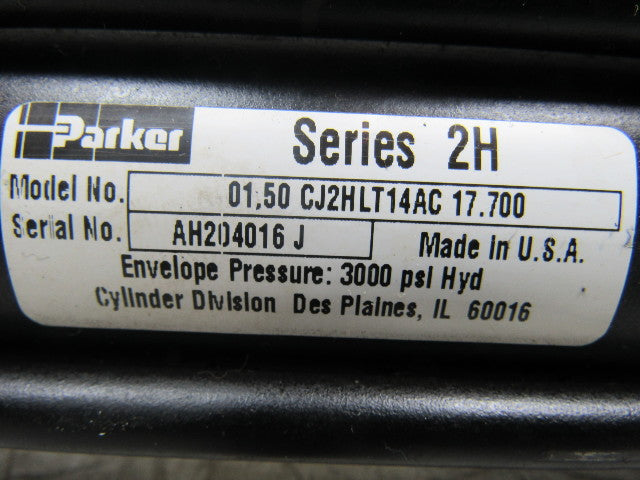 Parker
Series 2H
Model No. 01,50 CJ2HLT14AC 17.700
Serial No. AH204016 J Made in U.S.A.
Envelope Pressure: 3000 psi Hyd
Cylinder Division Des Plaines, IL 60016